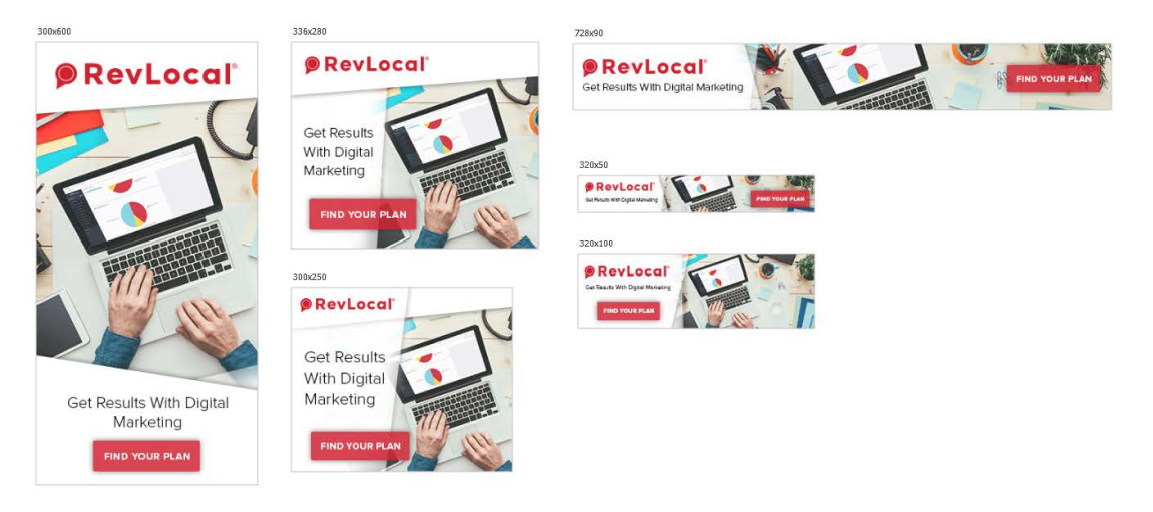 300x600
RevLocal®
Get Results With Digital
Marketing
FIND YOUR PLAN
336x280
RevLocal®
Get Results
With Digital
Marketing
FIND YOUR PLAN
300x250
RevLocal®
Get Results
With Digital
Marketing
FIND YOUR PLAN
728x90
RevLocal®
Get Results With Digital Marketing
FIND YOUR PLAN
320x50
RevLocal®
Get Results With Digital Marketing
FIND YOUR PLAN
320x100
RevLocal®
Get Results With Digital Marketing
FIND YOUR PLAN